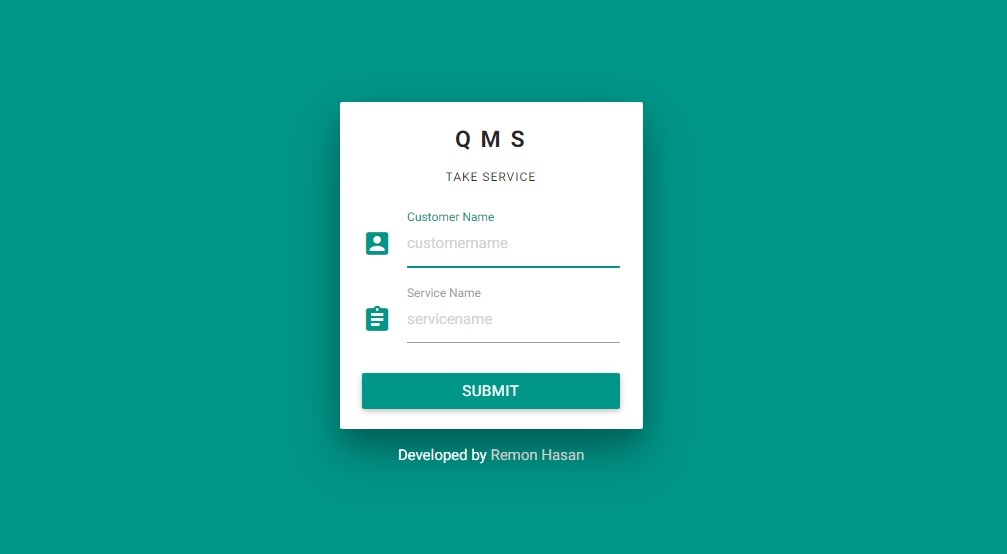 Q M S
TAKE SERVICE
Customer Name
customername
Service Name
servicename
SUBMIT
Developed by Remon Hasan